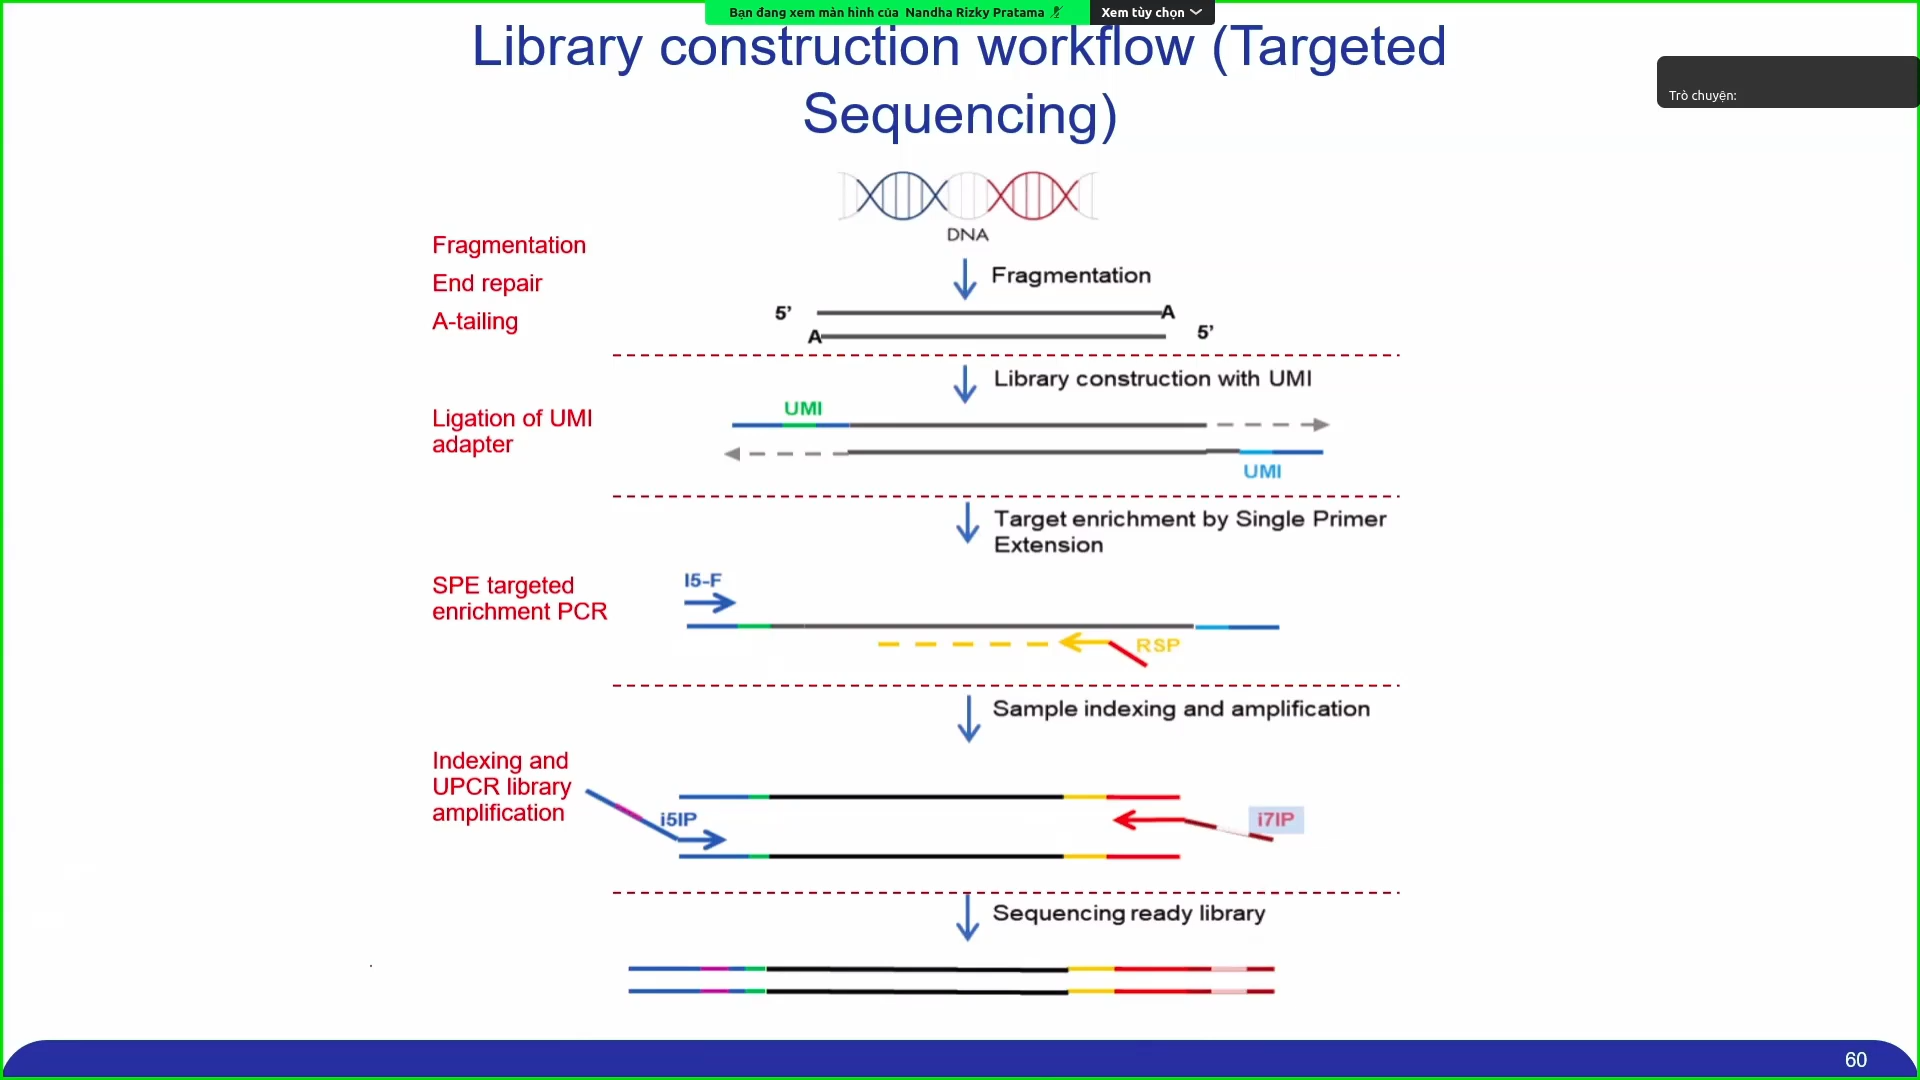 Bạn đang xem màn hình của Nandha Rizky Pratama
Xem tùy chọn
Library construction workflow (Targeted
Sequencing)
Trò chuyện:
DNA
Fragmentation
End repair
A-tailing
Fragmentation
5’
A
A
5’
Library construction with UMI
Ligation of UMI
adapter
UMI
UMI
Target enrichment by Single Primer
Extension
SPE targeted
enrichment PCR
I5-F
RSP
Sample indexing and amplification
Indexing and
UPCR library
amplification
i5IP
i7IP
Sequencing ready library
60